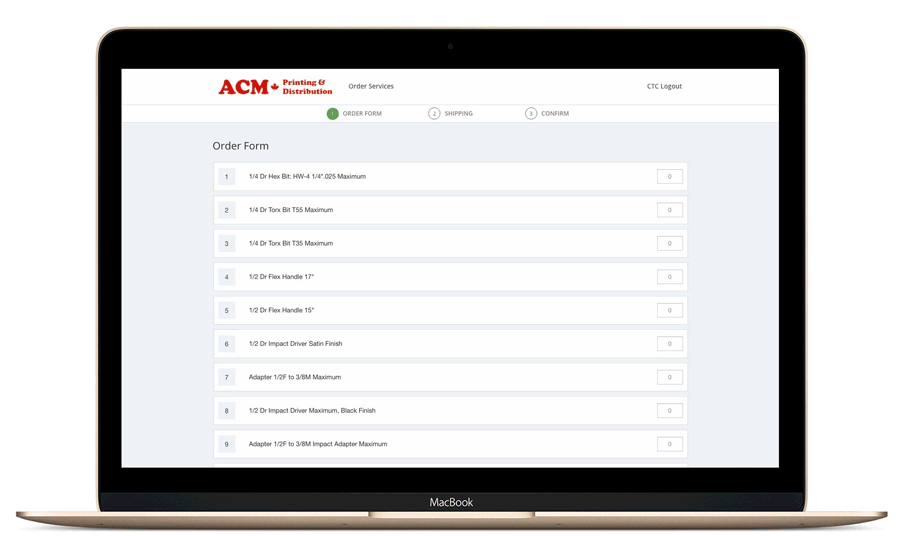 ACM Printing & Distribution
Order Services
CTC Logout
1 ORDER FORM
2 SHIPPING
3 CONFIRM
Order Form
1 1/4 Dr Hex Bit: HW-4 1/4".025 Maximum 0
2 1/4 Dr Torx Bit T55 Maximum 0
3 1/4 Dr Torx Bit T35 Maximum 0
4 1/2 Dr Flex Handle 17" 0
5 1/2 Dr Flex Handle 15" 0
6 1/2 Dr Impact Driver Satin Finish 0
7 Adapter 1/2F to 3/8M Maximum 0
8 1/2 Dr Impact Driver Maximum, Black Finish 0
9 Adapter 1/2F to 3/8M Impact Adapter Maximum 0
MacBook